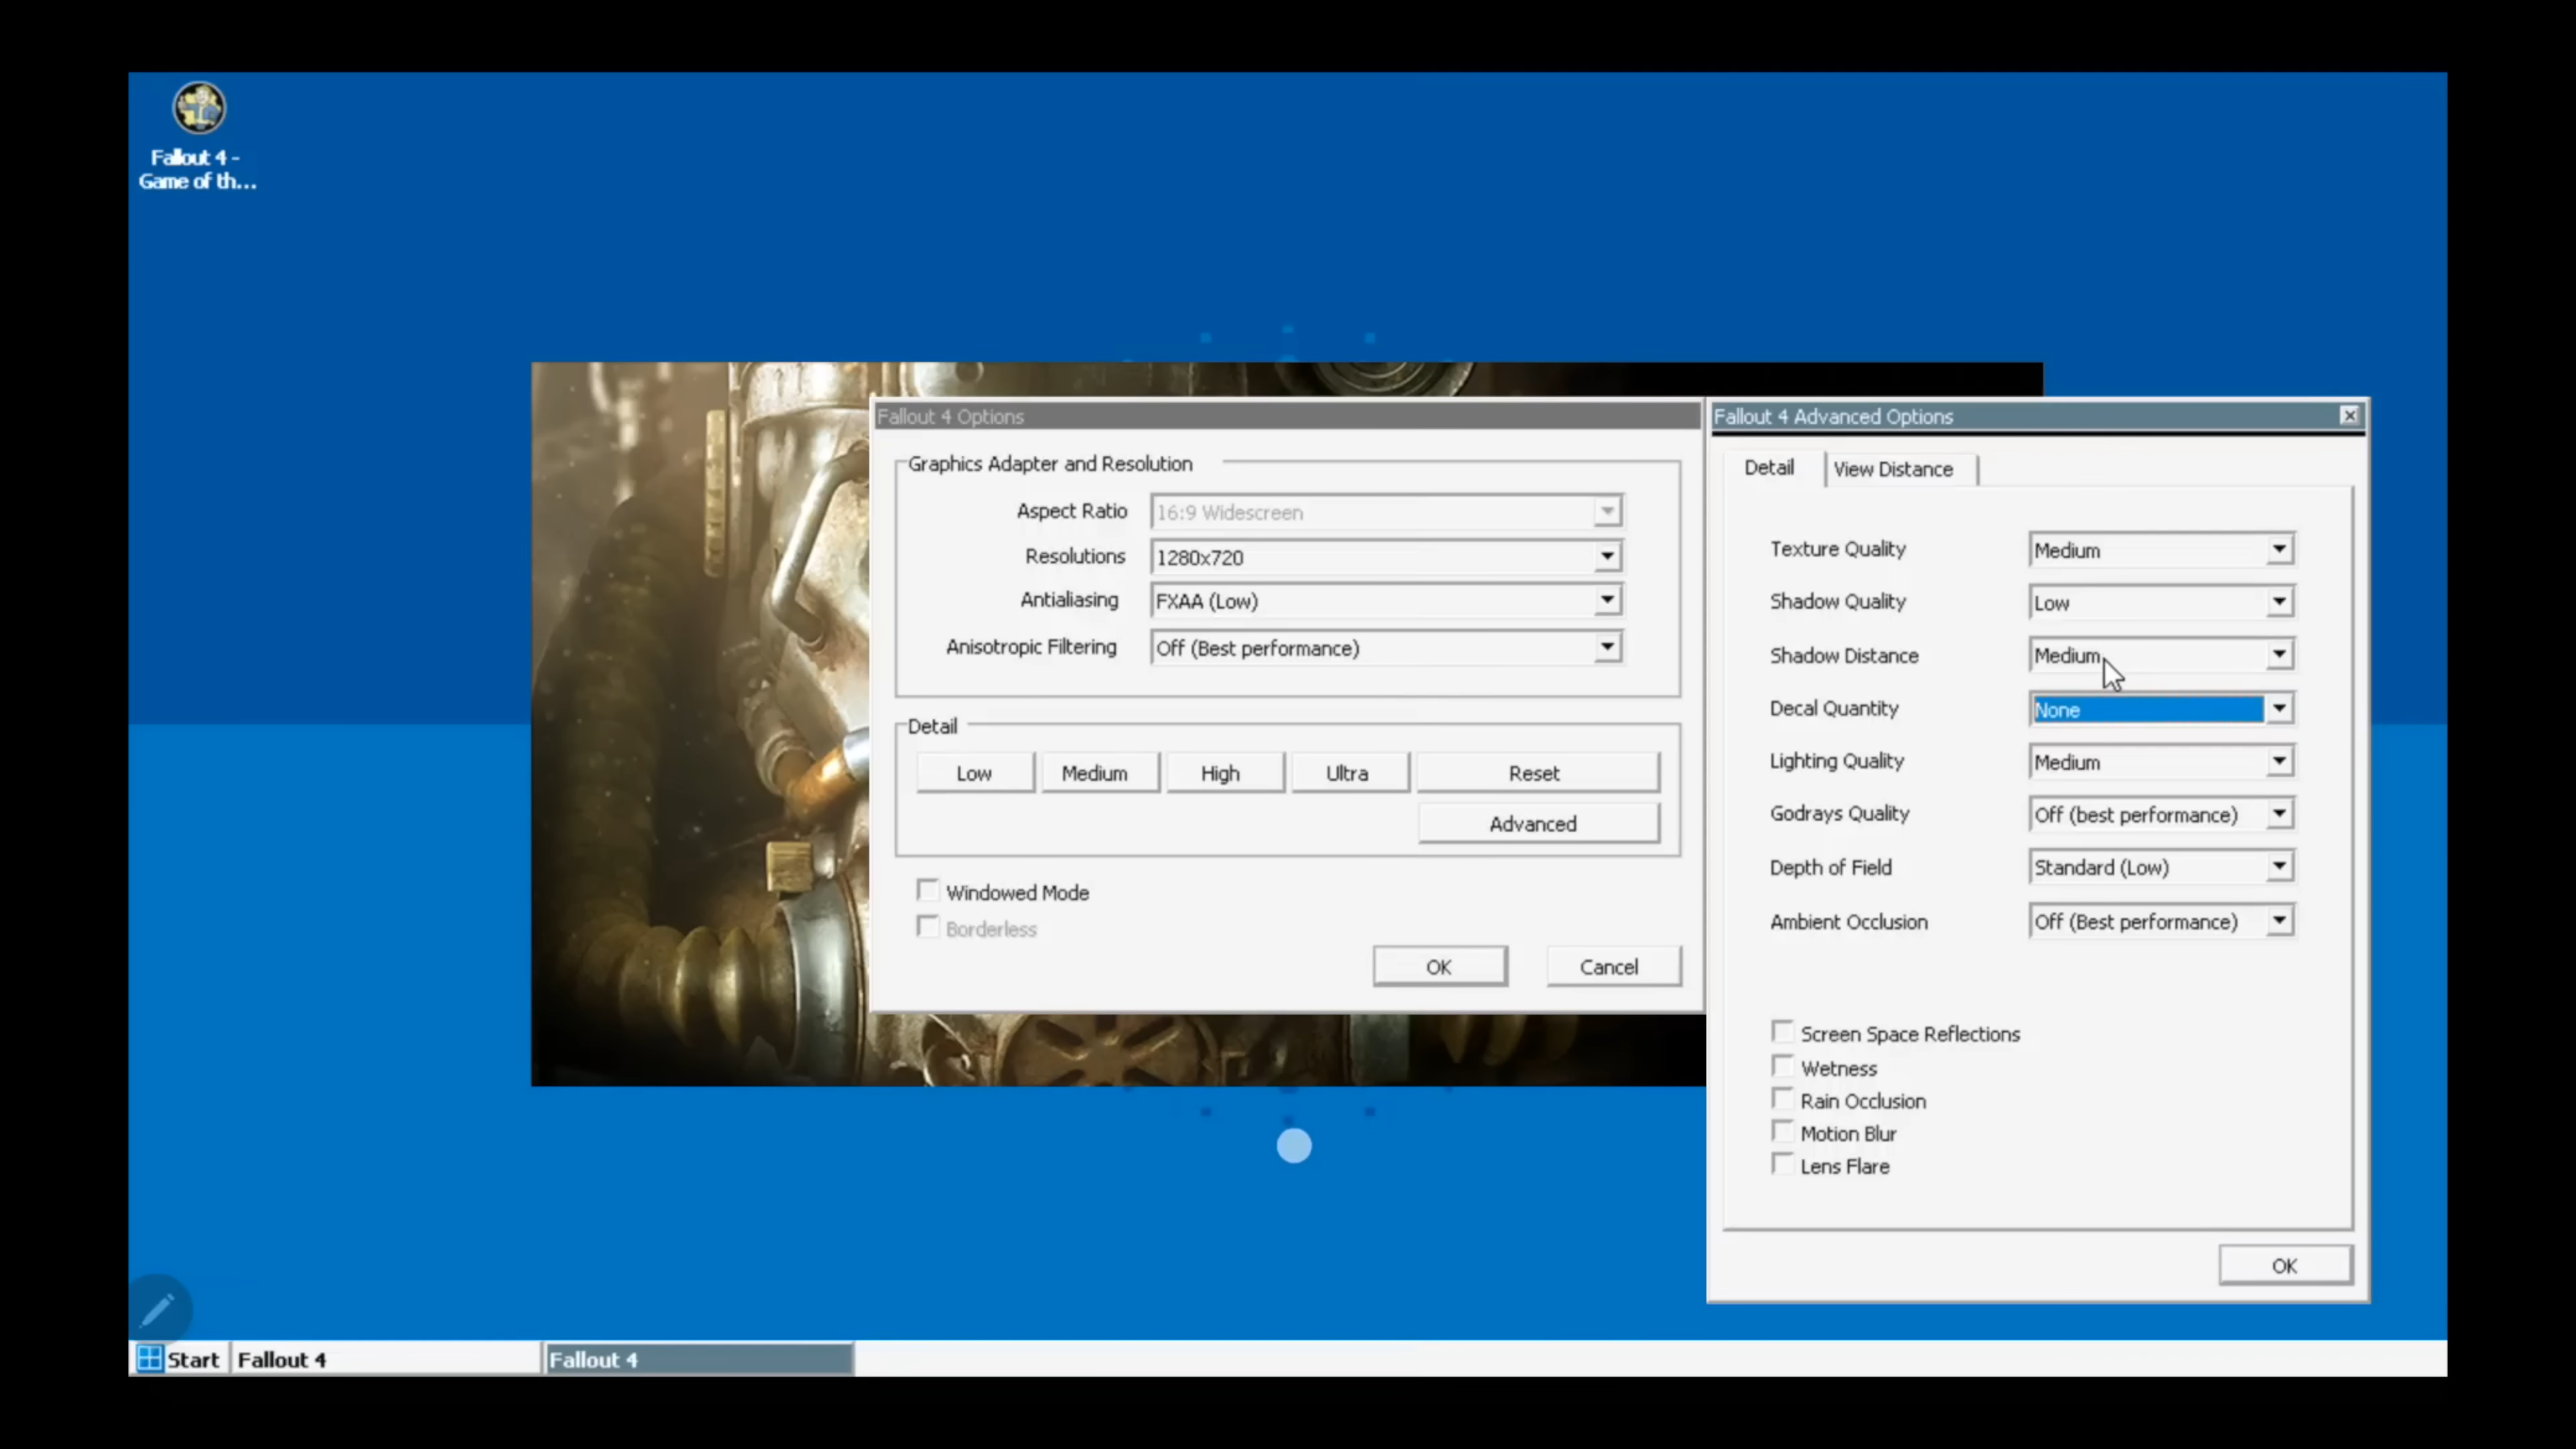 Fallout 4 -
Game of th...
Fallout 4 Options
Graphics Adapter and Resolution
Aspect Ratio
16:9 Widescreen
Resolutions
1280x720
Antialiasing
FXAA (Low)
Anisotropic Filtering
Off (Best performance)
Detail
Low
Medium
High
Ultra
Reset
Advanced
Windowed Mode
Borderless
OK
Cancel
Fallout 4 Advanced Options
Detail
View Distance
Texture Quality
Medium
Shadow Quality
Low
Shadow Distance
Medium
Decal Quantity
None
Lighting Quality
Medium
Godrays Quality
Off (best performance)
Depth of Field
Standard (Low)
Ambient Occlusion
Off (Best performance)
Screen Space Reflections
Wetness
Rain Occlusion
Motion Blur
Lens Flare
OK
Start
Fallout 4
Fallout 4